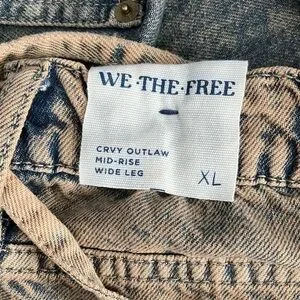 WE·THE·FREE
CRVY OUTLAW
MID-RISE
WIDE LEG
XL